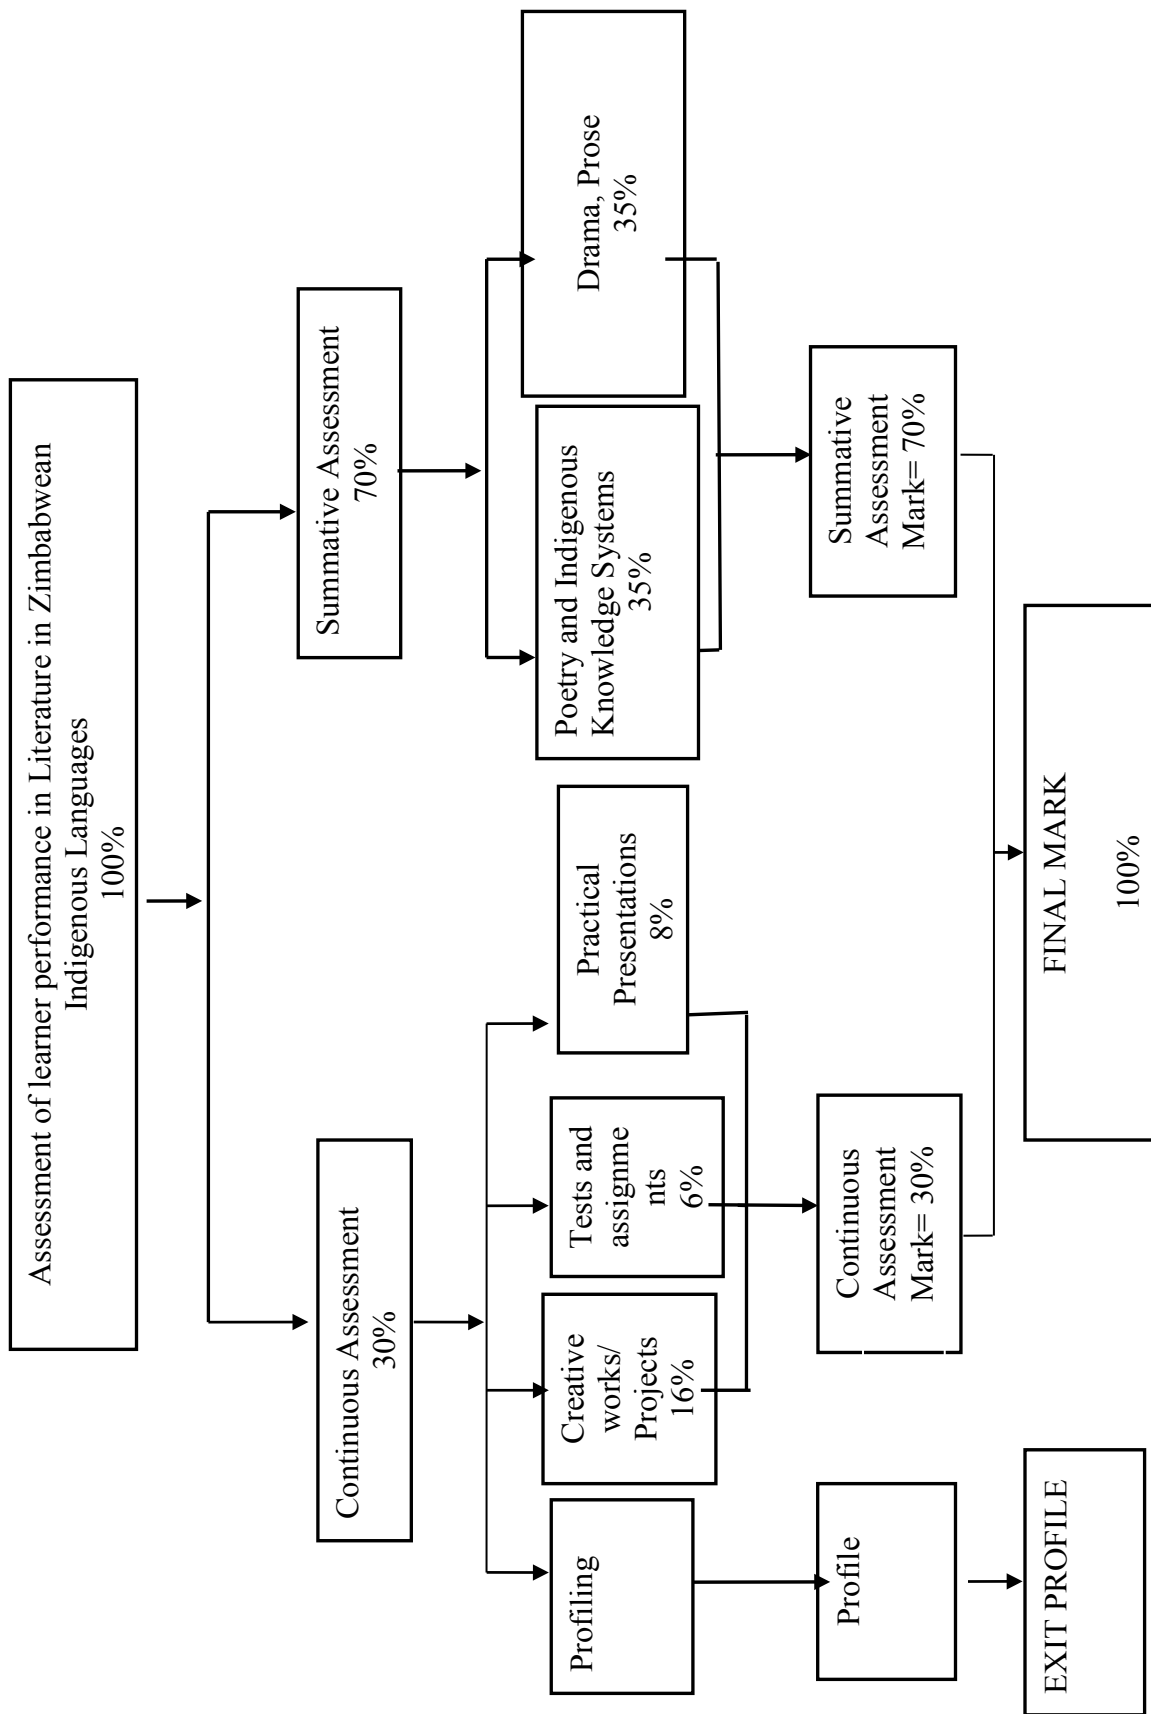 Assessment of learner performance in Literature in Zimbabwean
Indigenous Languages
100%
Continuous Assessment
30%
Summative Assessment
70%
Profiling
Creative
works/
Projects
16%
Tests and
assignme
nts
6%
Practical
Presentations
8%
Poetry and Indigenous
Knowledge Systems
35%
Drama, Prose
35%
Profile
Continuous
Assessment
Mark= 30%
Summative
Assessment
Mark= 70%
EXIT PROFILE
FINAL MARK
100%